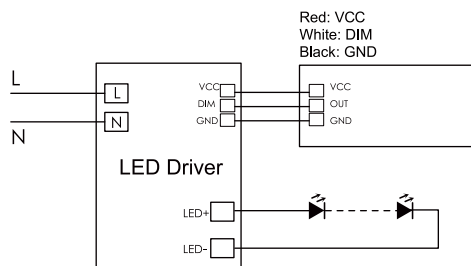 Red: VCC
White: DIM
Black: GND
L
L
VCC
VCC
DIM
OUT
N
N
GND
GND
LED Driver
LED+
LED-